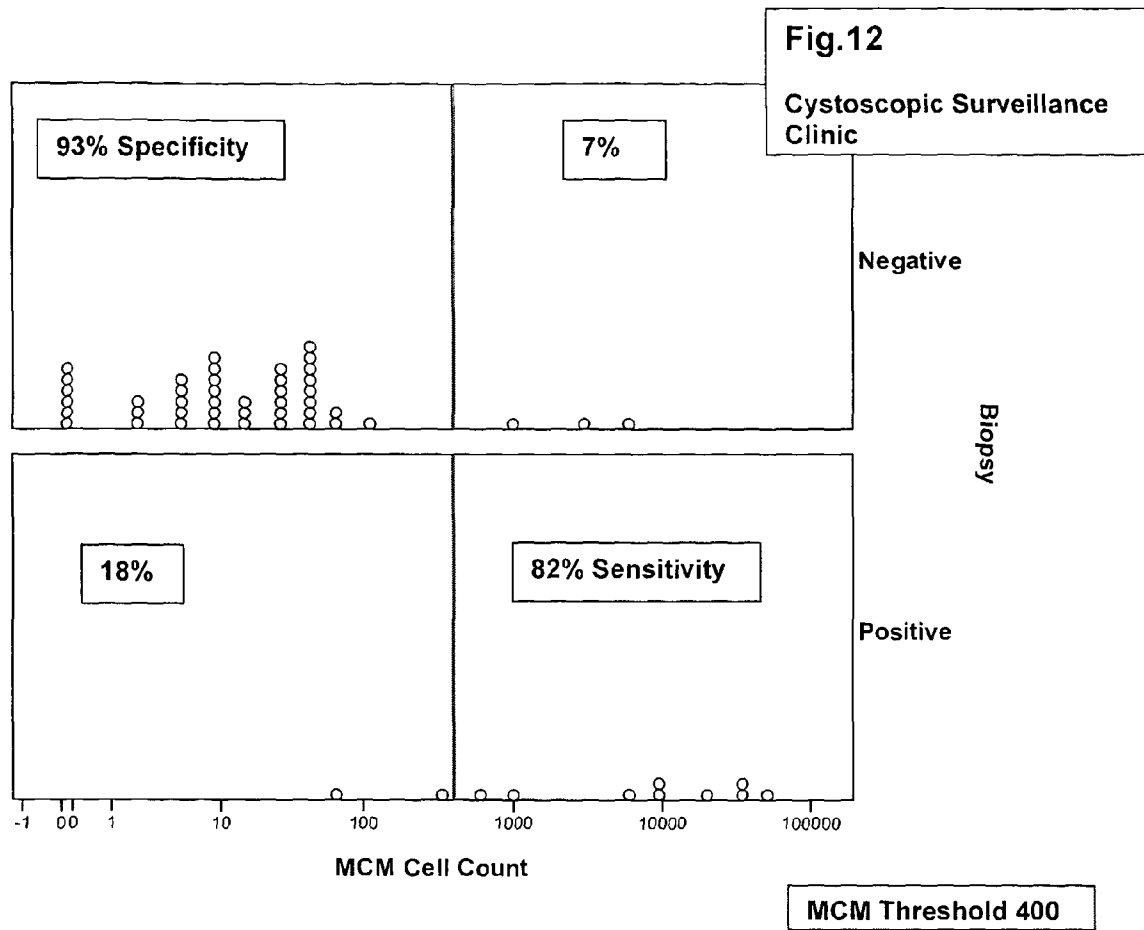 Fig.12
Cystoscopic Surveillance
Clinic
93% Specificity
7%
Negative
Biopsy
18%
82% Sensitivity
Positive
-1 0 0 1 10 100 1000 10000 100000
MCM Cell Count
MCM Threshold 400